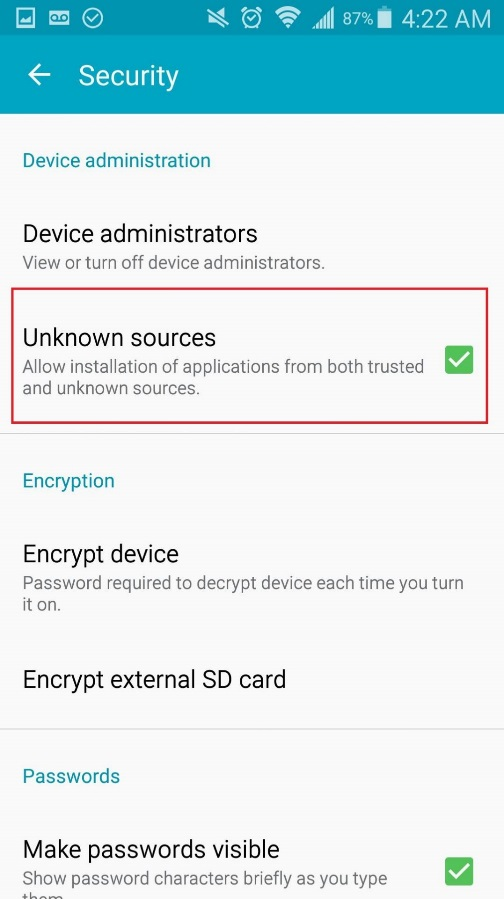 87% 4:22 AM
Security
Device administration
Device administrators
View or turn off device administrators.
Unknown sources
Allow installation of applications from both trusted
and unknown sources.
Encryption
Encrypt device
Password required to decrypt device each time you turn
it on.
Encrypt external SD card
Passwords
Make passwords visible
Show password characters briefly as you type